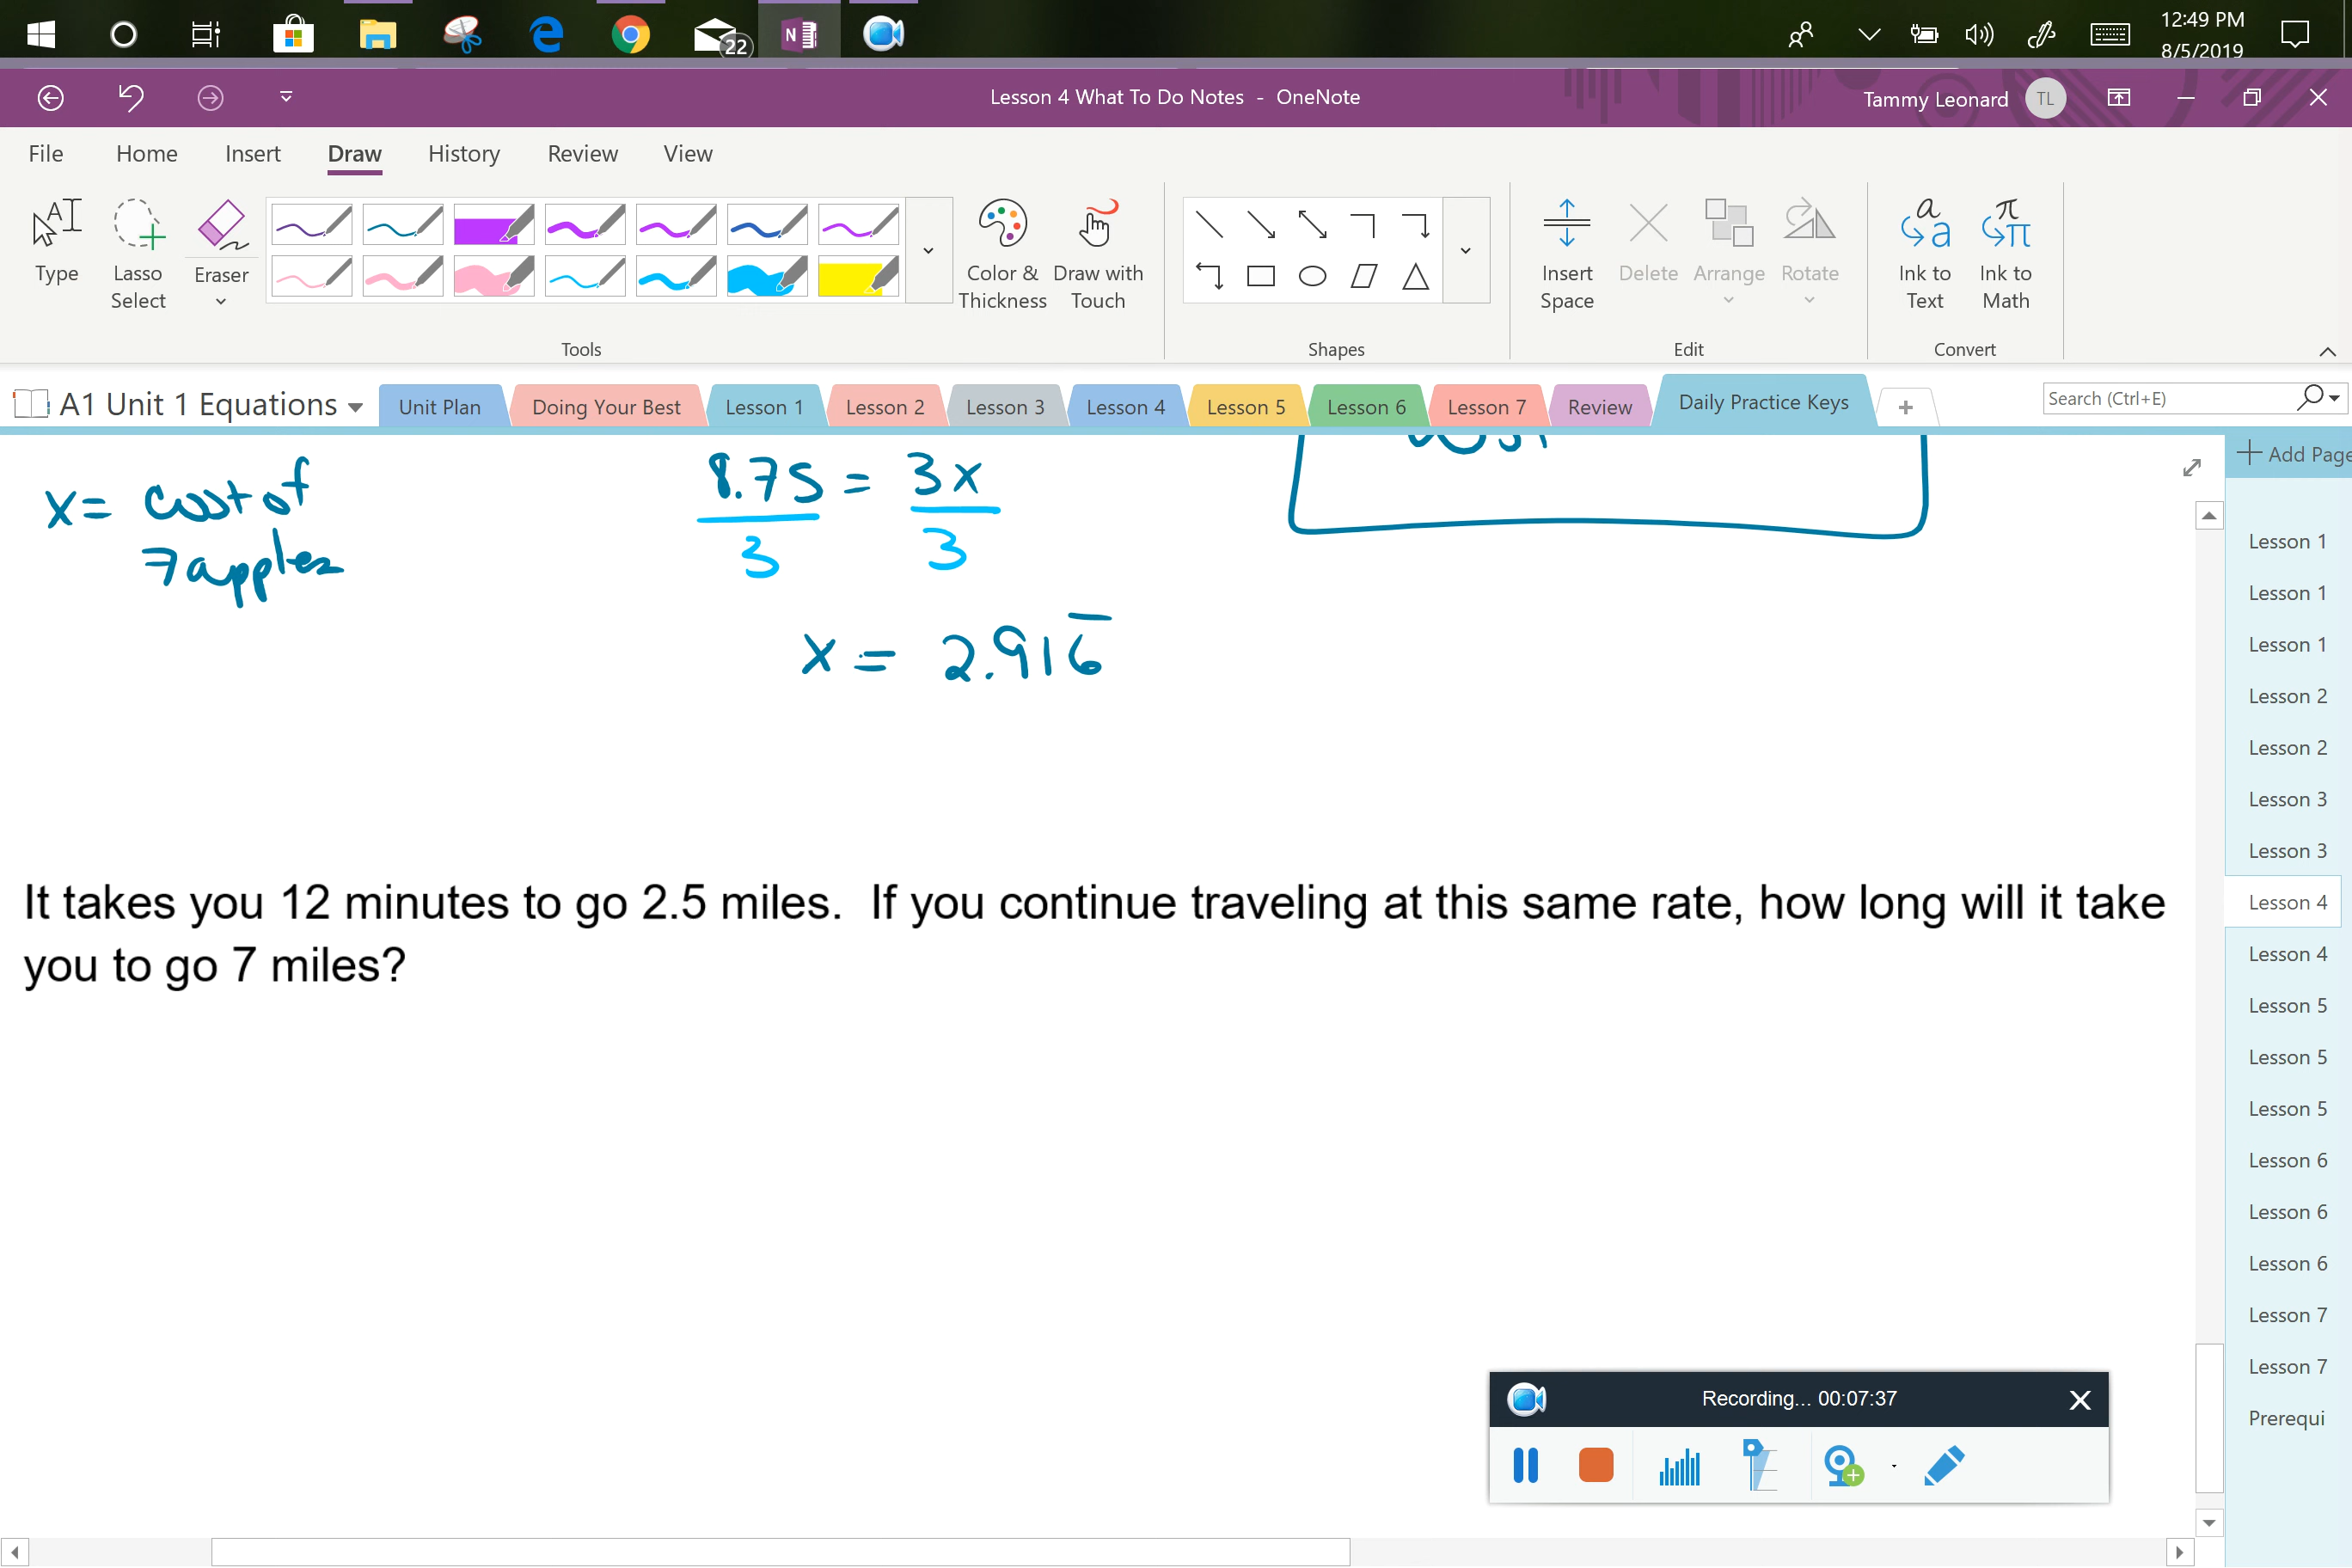 22
N
12:49 PM
8/5/2019
Lesson 4 What To Do Notes - OneNote
Tammy Leonard
TL
File
Home
Insert
Draw
History
Review
View
Type
Lasso
Select
Eraser
Color &
Thickness
Draw with
Touch
Insert
Space
Delete
Arrange
Rotate
Ink to
Text
Ink to
Math
Tools
Shapes
Edit
Convert
A1 Unit 1 Equations
Unit Plan
Doing Your Best
Lesson 1
Lesson 2
Lesson 3
Lesson 4
Lesson 5
Lesson 6
Lesson 7
Review
Daily Practice Keys
+
Search (Ctrl+E)
x = cost of
7 apples
8.75 = 3x
3 3
x = 2.916̅
It takes you 12 minutes to go 2.5 miles. If you continue traveling at this same rate, how long will it take
you to go 7 miles?
Add Page
Lesson 1
Lesson 1
Lesson 1
Lesson 2
Lesson 2
Lesson 3
Lesson 3
Lesson 4
Lesson 4
Lesson 5
Lesson 5
Lesson 5
Lesson 6
Lesson 6
Lesson 6
Lesson 7
Lesson 7
Prerequi
Recording... 00:07:37